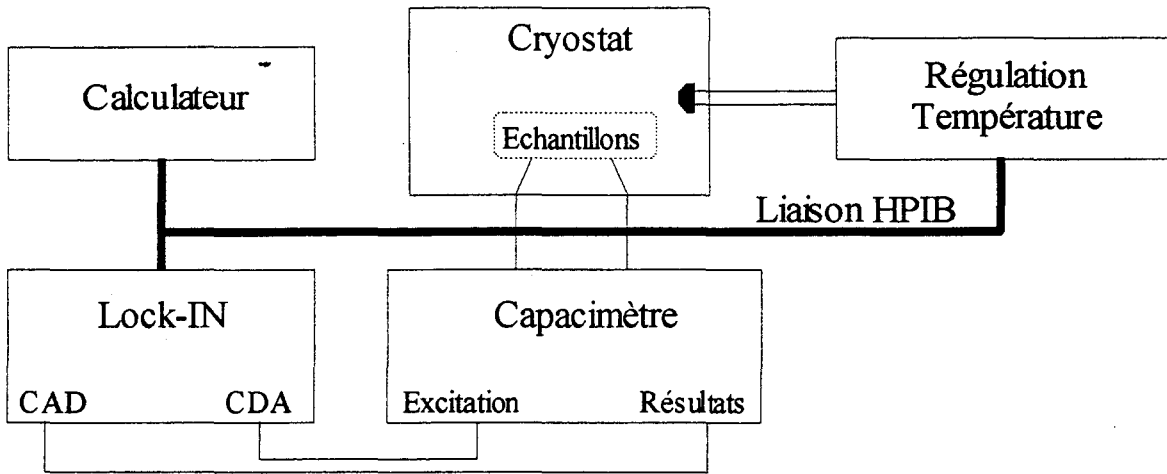 Cryostat
Calculateur
Régulation
Température
Echantillons
Liaison HPIB
Lock-IN
Capacimètre
CAD
CDA
Excitation
Résultats